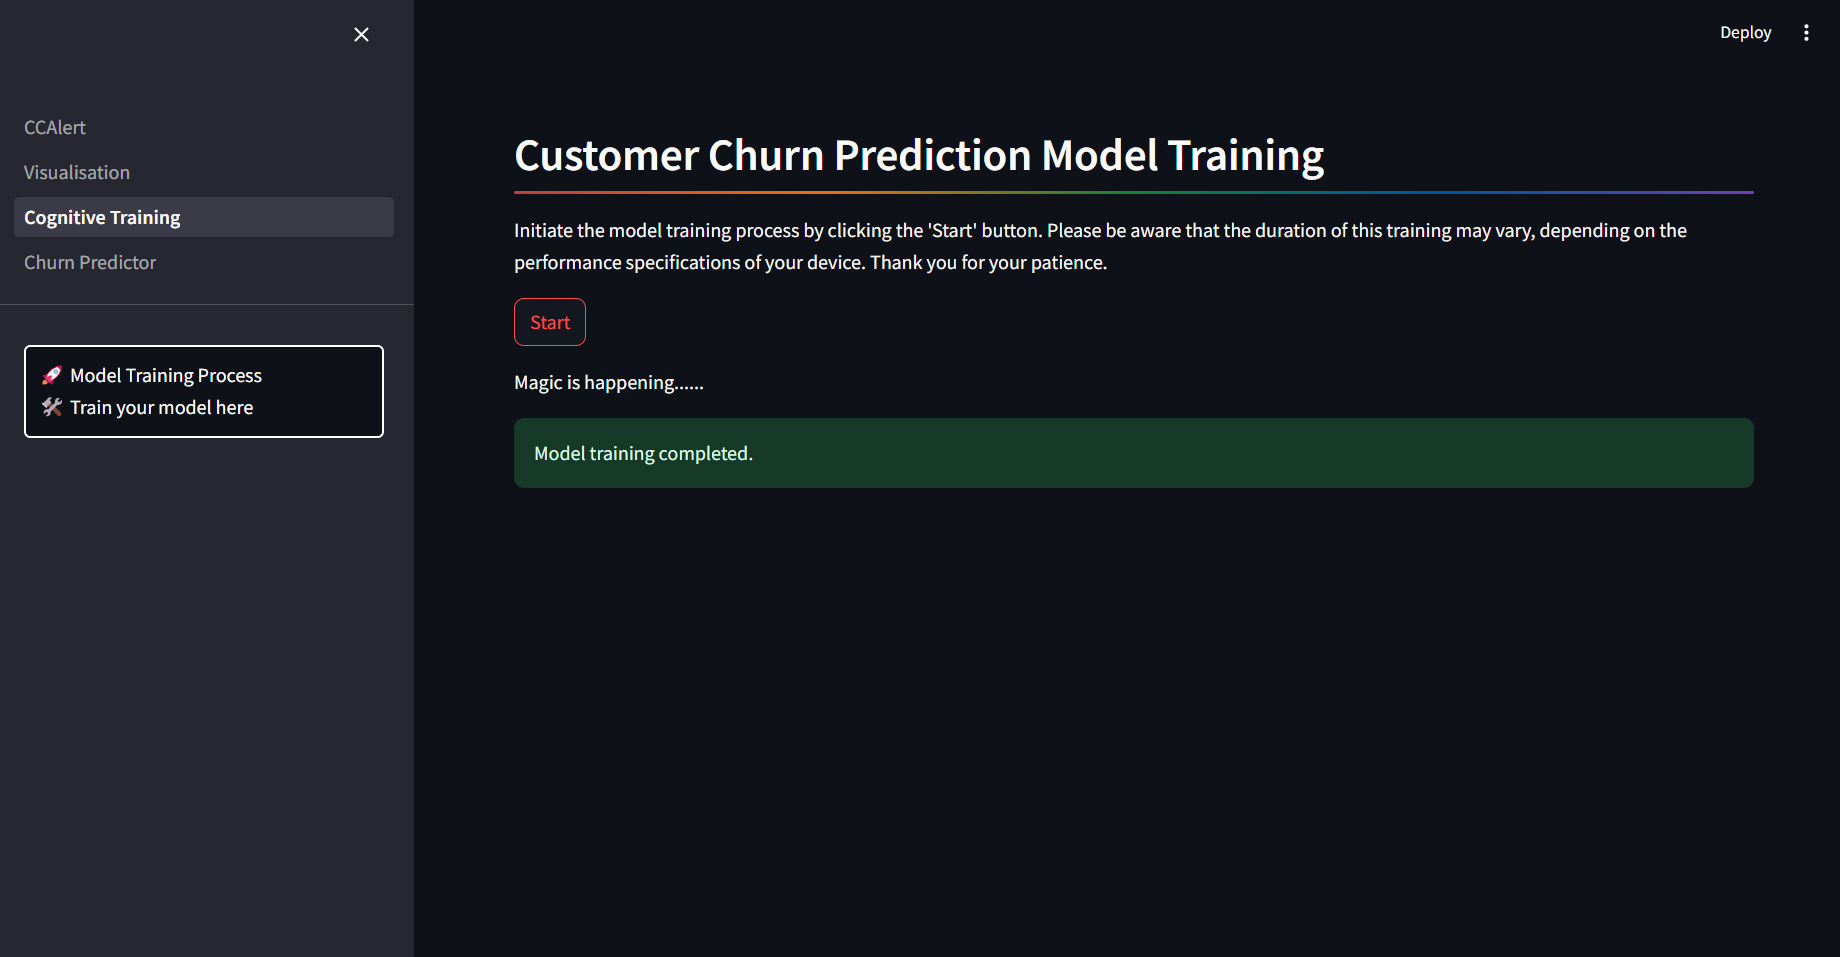 Deploy
CCAlert
Visualisation
Cognitive Training
Churn Predictor
🚀 Model Training Process
🛠️ Train your model here
Customer Churn Prediction Model Training
Initiate the model training process by clicking the 'Start' button. Please be aware that the duration of this training may vary, depending on the
performance specifications of your device. Thank you for your patience.
Start
Magic is happening......
Model training completed.